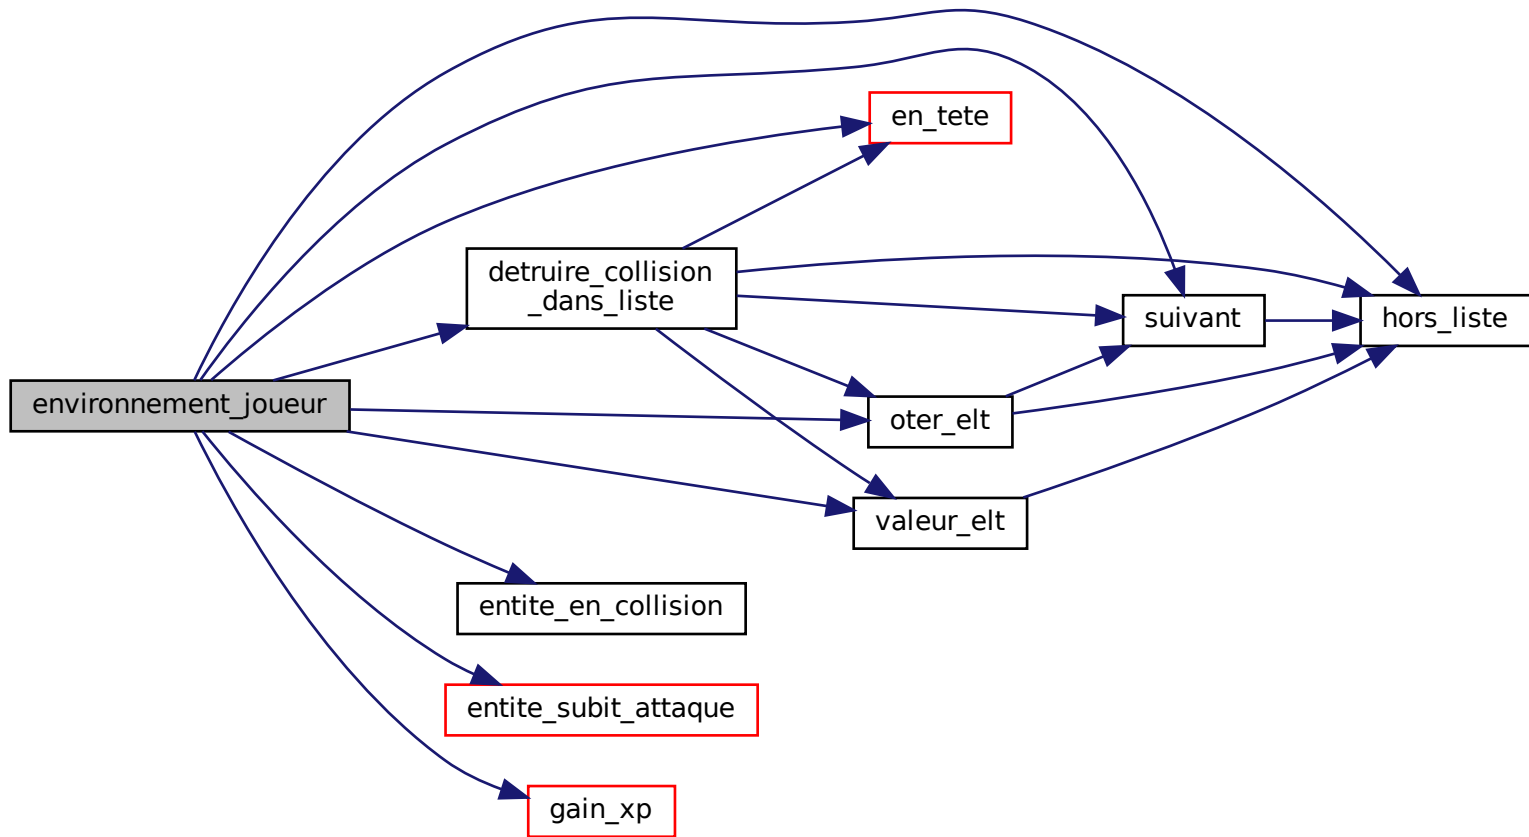 en_tete
detruire_collision
_dans_liste
suivant
hors_liste
environnement_joueur
oter_elt
valeur_elt
entite_en_collision
entite_subit_attaque
gain_xp